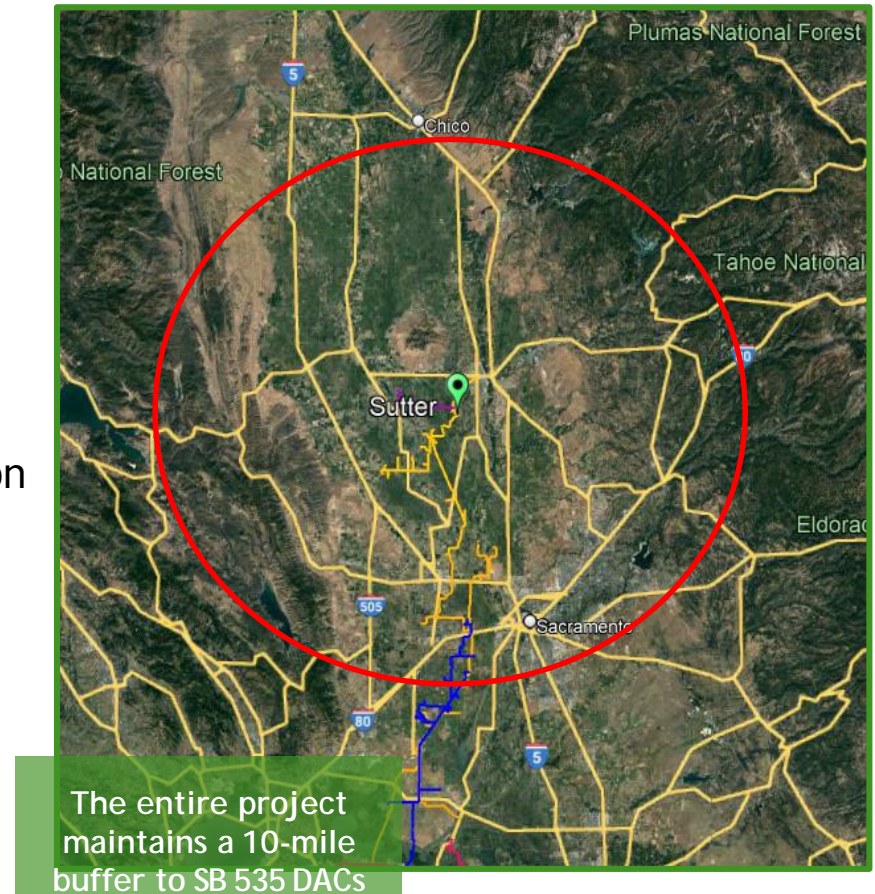 Plumas National Forest
5
Chico
National Forest
Tahoe National
Sutter
on
Eldorad
505
Sacramento
80
5
The entire project
maintains a 10-mile
buffer to SB 535 DACs